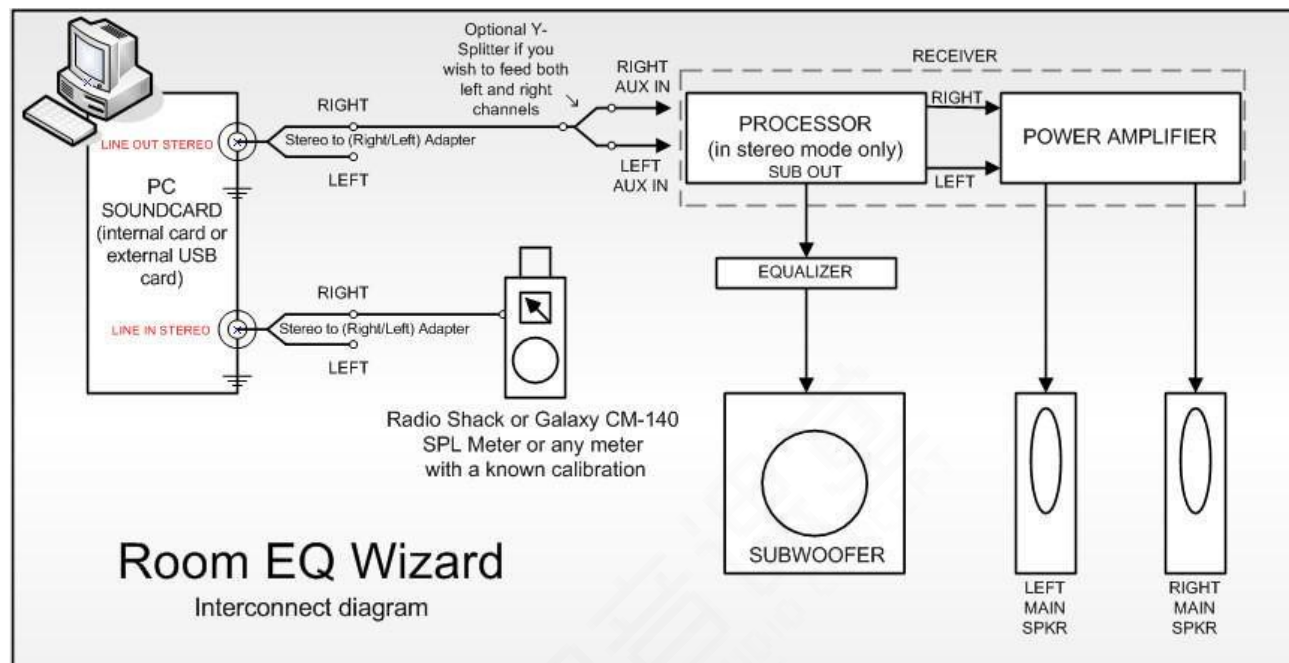 Optional Y-
Splitter if you
wish to feed both
left and right
channels
RIGHT
AUX IN
LEFT
AUX IN
RECEIVER
RIGHT
LEFT
PROCESSOR
(in stereo mode only)
SUB OUT
POWER AMPLIFIER
RIGHT
Stereo to (Right/Left) Adapter
LEFT
LINE OUT STEREO
PC
SOUNDCARD
(internal card or
external USB
card)
LINE IN STEREO
RIGHT
Stereo to (Right/Left) Adapter
LEFT
EQUALIZER
Radio Shack or Galaxy CM-140
SPL Meter or any meter
with a known calibration
SUBWOOFER
LEFT
MAIN
SPKR
RIGHT
MAIN
SPKR
Room EQ Wizard
Interconnect diagram